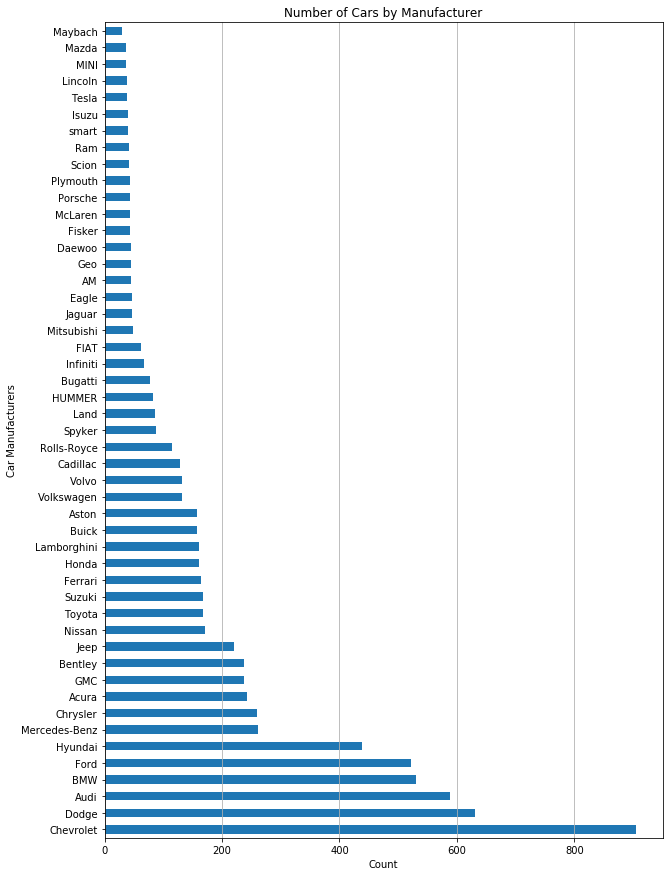 Number of Cars by Manufacturer
Car Manufacturers
Maybach
Mazda
MINI
Lincoln
Tesla
Isuzu
smart
Ram
Scion
Plymouth
Porsche
McLaren
Fisker
Daewoo
Geo
AM
Eagle
Jaguar
Mitsubishi
FIAT
Infiniti
Bugatti
HUMMER
Land
Spyker
Rolls-Royce
Cadillac
Volvo
Volkswagen
Aston
Buick
Lamborghini
Honda
Ferrari
Suzuki
Toyota
Nissan
Jeep
Bentley
GMC
Acura
Chrysler
Mercedes-Benz
Hyundai
Ford
BMW
Audi
Dodge
Chevrolet
0 200 400 600 800
Count